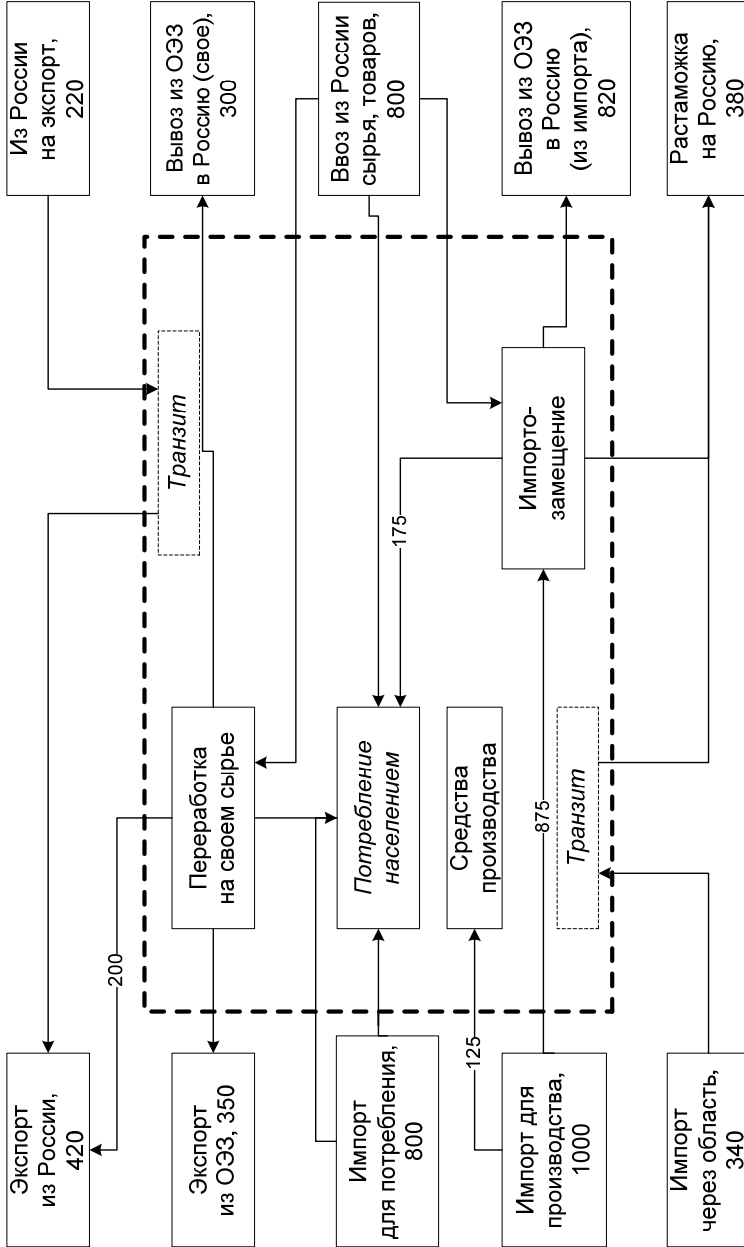 Экспорт
из России,
420
Экспорт
из ОЭЗ, 350
Импорт
для потребления,
800
Импорт для
производства,
1000
Импорт
через область,
340
200
125
Переработка
на своем сырье
Потребление
населением
Средства
производства
875
Транзит
Транзит
175
Импорто-
замещение
Из России
на экспорт,
220
Вывоз из ОЭЗ
в Россию (свое),
300
Ввоз из России
сырья, товаров,
800
Вывоз из ОЭЗ
в Россию
(из импорта),
820
Растаможка
на Россию,
380